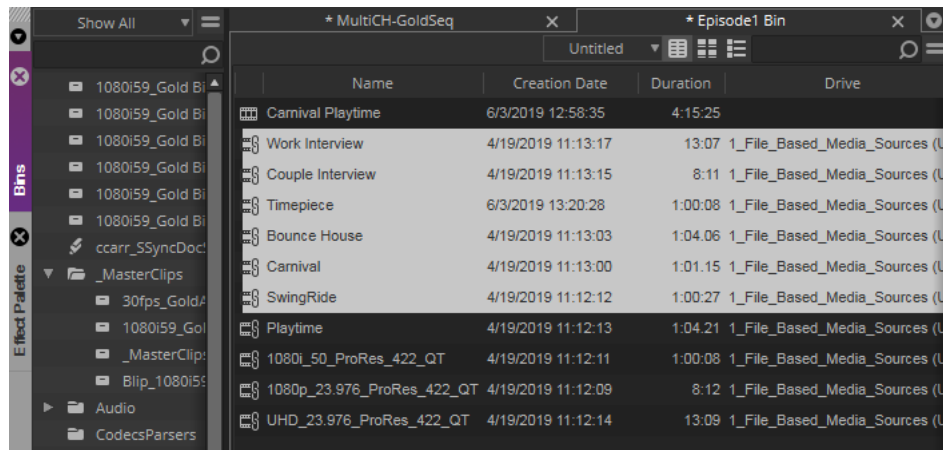 Show All
* MultiCH-GoldSeq
* Episode1 Bin
Untitled
Bins
Effect Palette
1080i59_Gold Bi
1080i59_Gold Bi
1080i59_Gold Bi
1080i59_Gold Bi
1080i59_Gold Bi
1080i59_Gold Bi
ccarr_SSyncDocS
_MasterClips
30fps_GoldA
1080i59_Gol
_MasterClips
Blip_1080i59
Audio
CodecsParsers
Name Creation Date Duration Drive
Carnival Playtime 6/3/2019 12:58:35 4:15:25
Work Interview 4/19/2019 11:13:17 13:07 1_File_Based_Media_Sources (U
Couple Interview 4/19/2019 11:13:15 8:11 1_File_Based_Media_Sources (U
Timepiece 6/3/2019 13:20:28 1:00:08 1_File_Based_Media_Sources (U
Bounce House 4/19/2019 11:13:03 1:04.06 1_File_Based_Media_Sources (U
Carnival 4/19/2019 11:13:00 1:01.15 1_File_Based_Media_Sources (U
SwingRide 4/19/2019 11:12:12 1:00:27 1_File_Based_Media_Sources (U
Playtime 4/19/2019 11:12:13 1:04.21 1_File_Based_Media_Sources (U
1080i_50_ProRes_422_QT 4/19/2019 11:12:11 1:00:08 1_File_Based_Media_Sources (U
1080p_23.976_ProRes_422_QT 4/19/2019 11:12:09 8:12 1_File_Based_Media_Sources (U
UHD_23.976_ProRes_422_QT 4/19/2019 11:12:14 13:09 1_File_Based_Media_Sources (U